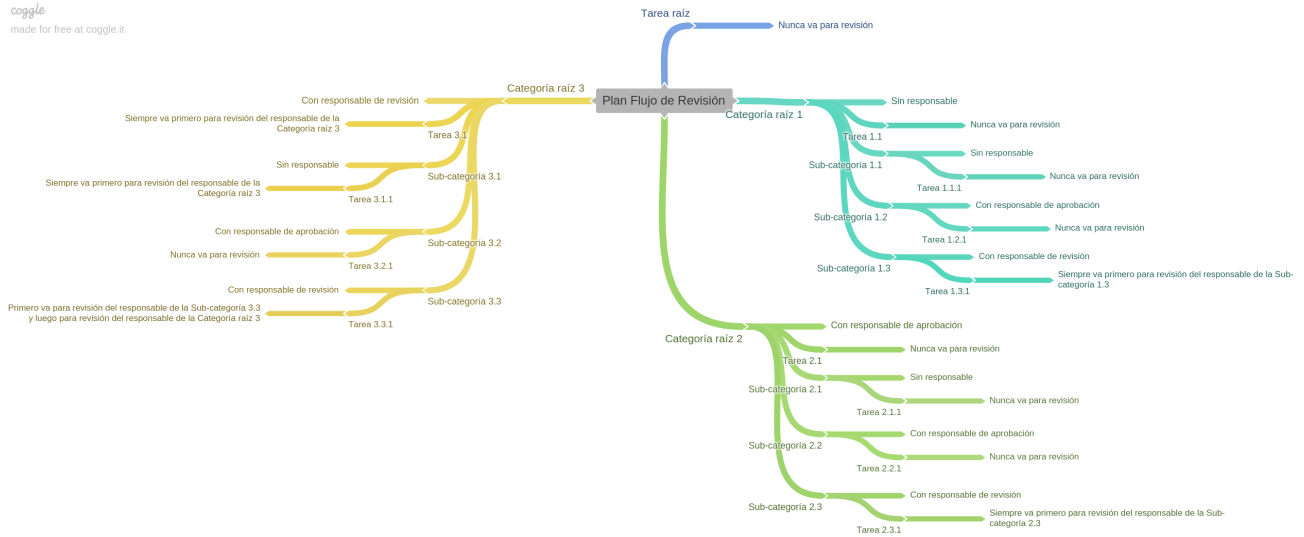 coggle
made for free at coggle.it
Plan Flujo de Revisión
Tarea raíz
Nunca va para revisión
Categoría raíz 1
Sin responsable
Tarea 1.1
Nunca va para revisión
Sub-categoría 1.1
Sin responsable
Tarea 1.1.1
Nunca va para revisión
Sub-categoría 1.2
Con responsable de aprobación
Tarea 1.2.1
Nunca va para revisión
Sub-categoría 1.3
Con responsable de revisión
Tarea 1.3.1
Siempre va primero para revisión del responsable de la Sub-
categoría 1.3
Categoría raíz 2
Con responsable de aprobación
Tarea 2.1
Nunca va para revisión
Sub-categoría 2.1
Sin responsable
Tarea 2.1.1
Nunca va para revisión
Sub-categoría 2.2
Con responsable de aprobación
Tarea 2.2.1
Nunca va para revisión
Sub-categoría 2.3
Con responsable de revisión
Tarea 2.3.1
Siempre va primero para revisión del responsable de la Sub-
categoría 2.3
Categoría raíz 3
Con responsable de revisión
Tarea 3.1
Siempre va primero para revisión del responsable de la
Categoría raíz 3
Sub-categoría 3.1
Sin responsable
Tarea 3.1.1
Siempre va primero para revisión del responsable de la
Categoría raíz 3
Sub-categoría 3.2
Con responsable de aprobación
Tarea 3.2.1
Nunca va para revisión
Sub-categoría 3.3
Con responsable de revisión
Tarea 3.3.1
Primero va para revisión del responsable de la Sub-categoría 3.3
y luego para revisión del responsable de la Categoría raíz 3